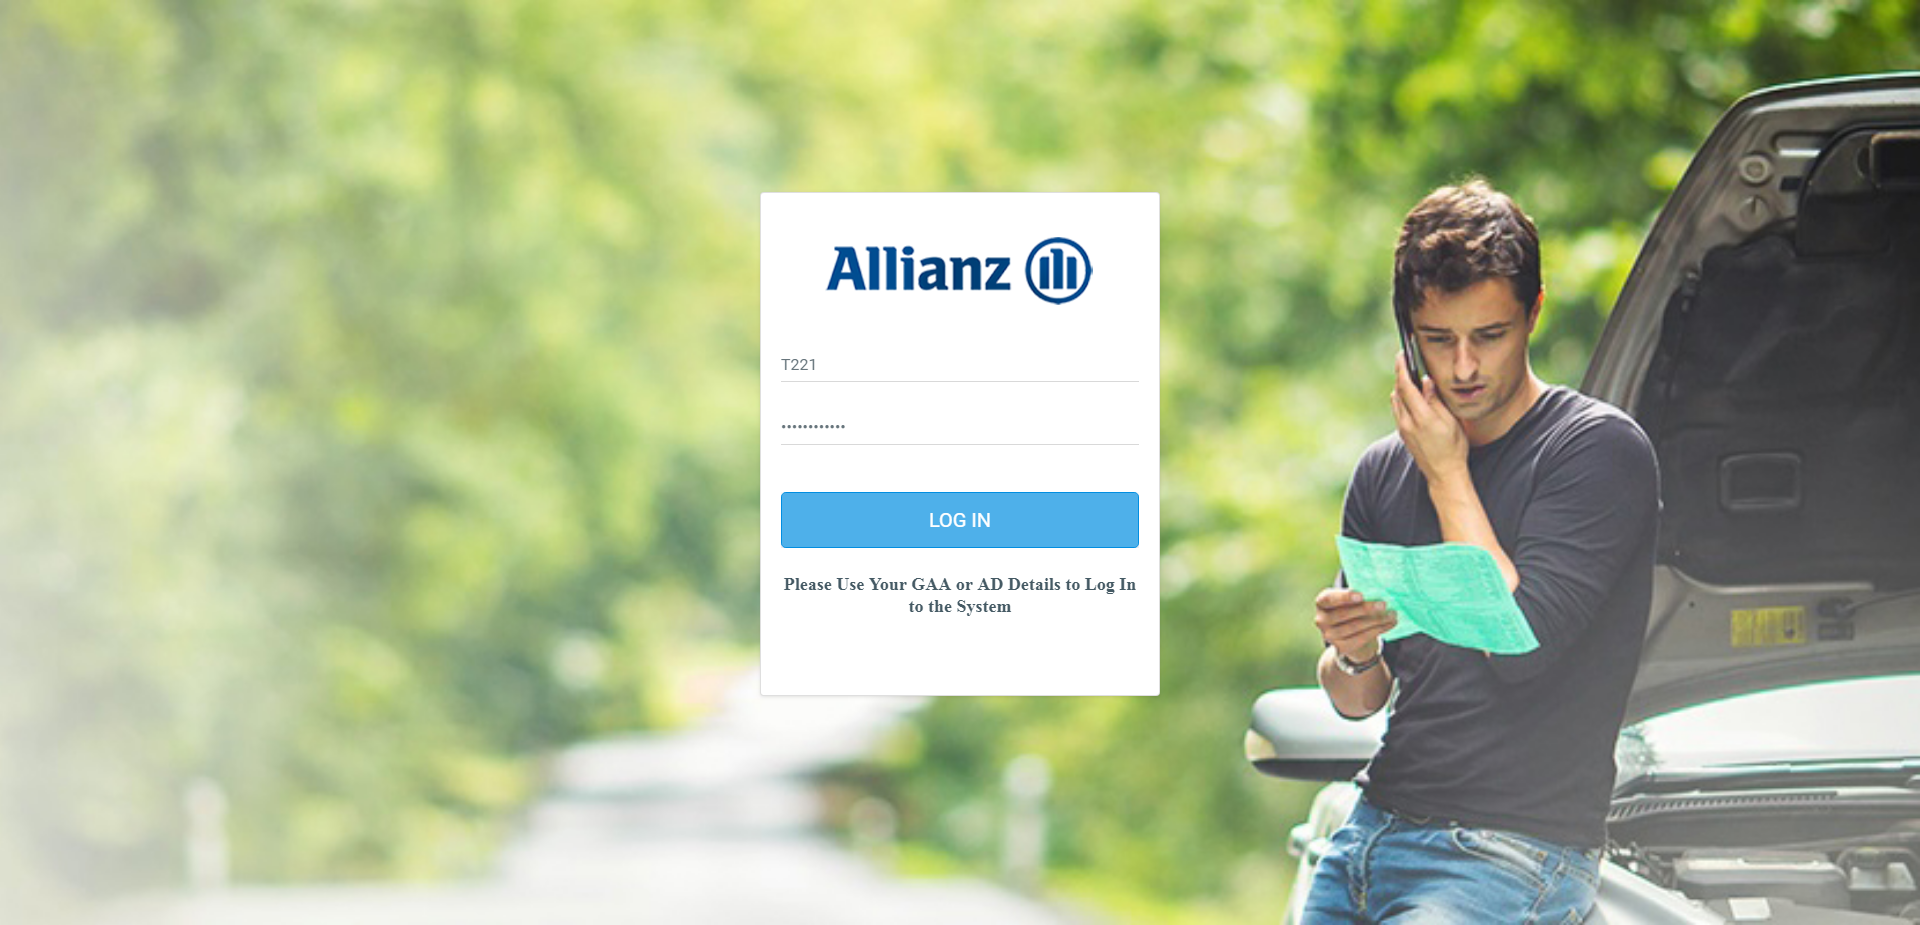 Allianz
T221
............
LOG IN
Please Use Your GAA or AD Details to Log In
to the System